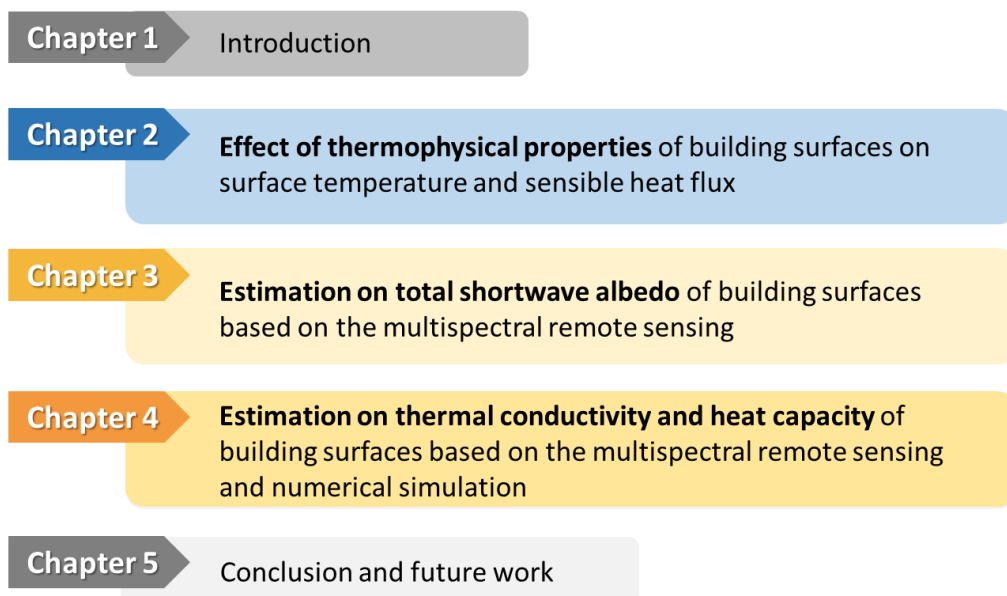 Chapter 1
Introduction
Chapter 2
Effect of thermophysical properties of building surfaces on
surface temperature and sensible heat flux
Chapter 3
Estimation on total shortwave albedo of building surfaces
based on the multispectral remote sensing
Chapter 4
Estimation on thermal conductivity and heat capacity of
building surfaces based on the multispectral remote sensing
and numerical simulation
Chapter 5
Conclusion and future work